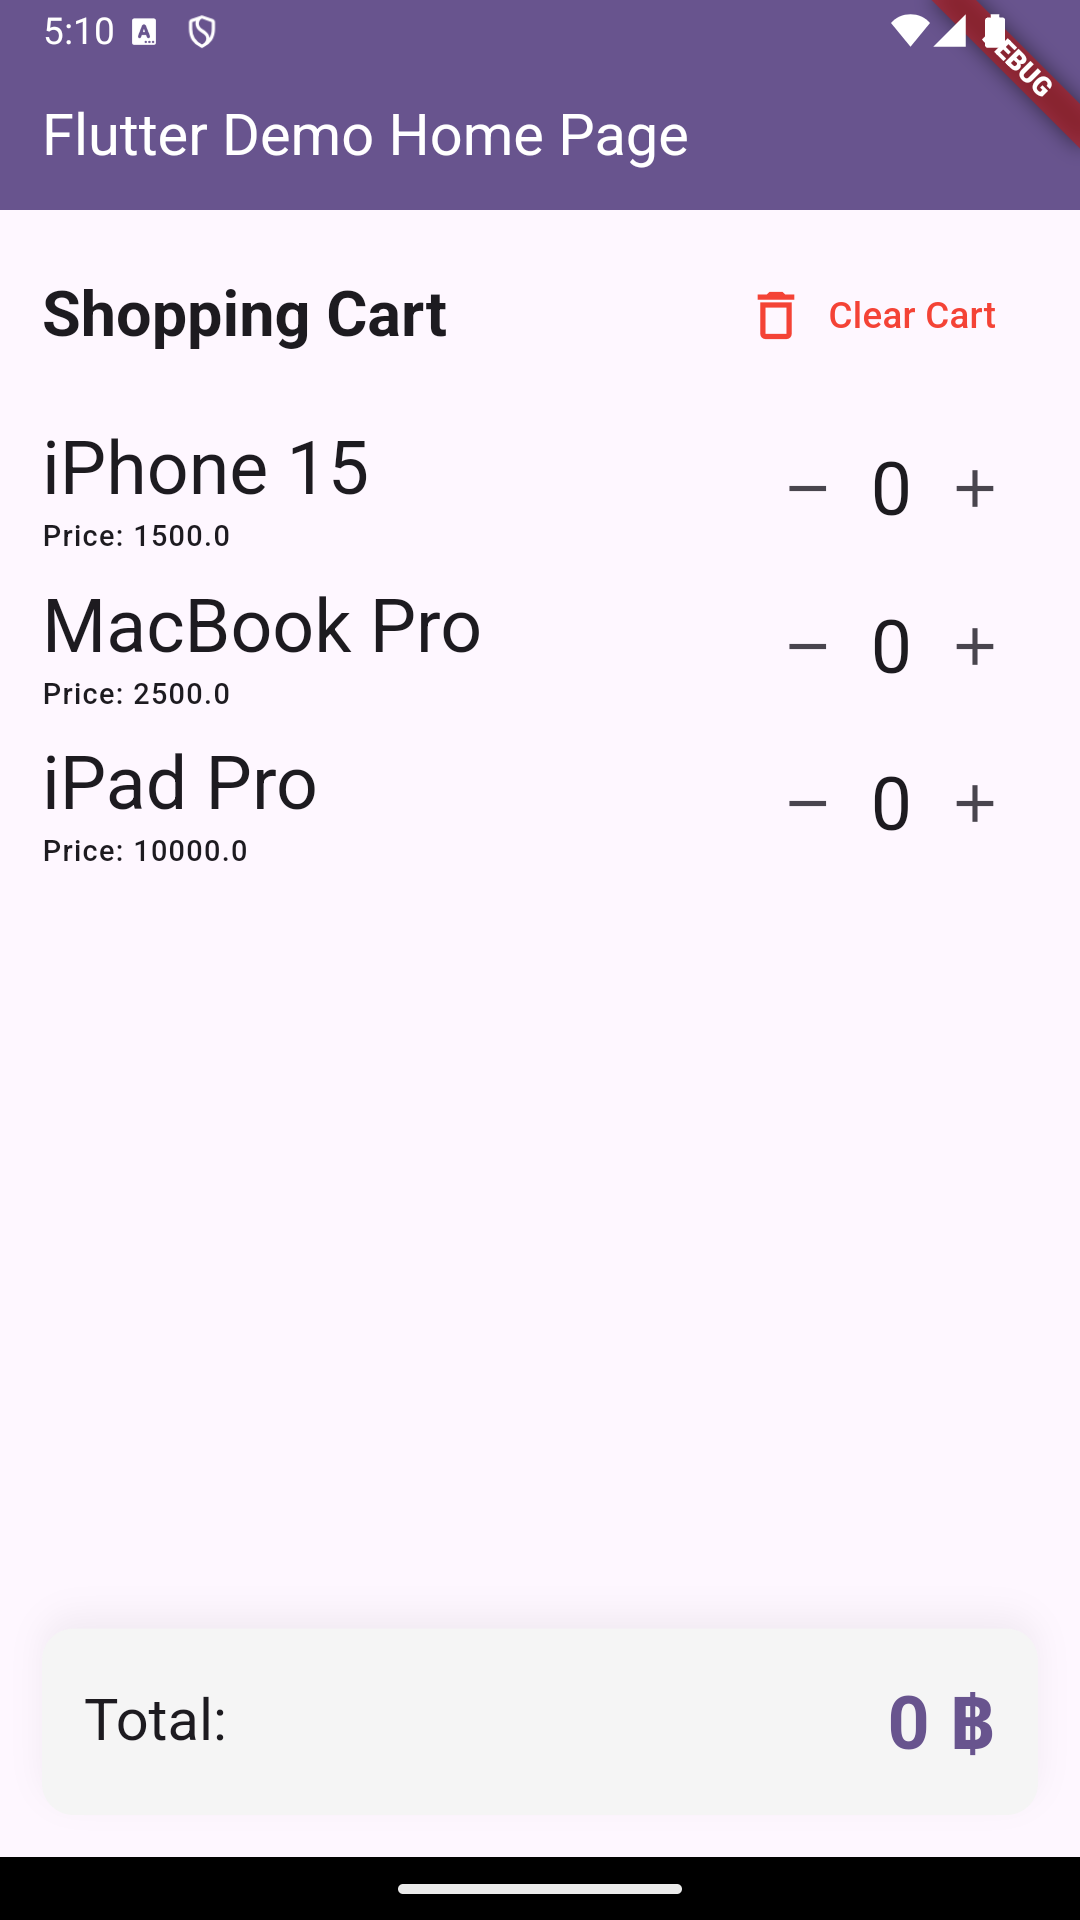 5:10
EBUG
Flutter Demo Home Page
Shopping Cart
Clear Cart
iPhone 15
Price: 1500.0
− 0 +
MacBook Pro
Price: 2500.0
− 0 +
iPad Pro
Price: 10000.0
− 0 +
Total:
0 ฿